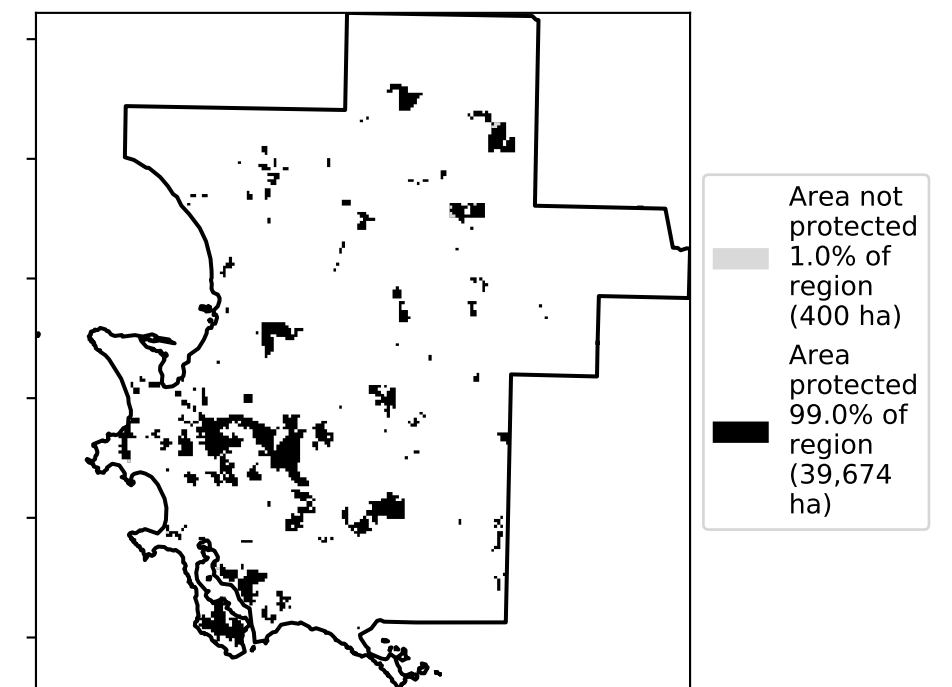 Area not
protected
1.0% of
region
(400 ha)
Area
protected
99.0% of
region
(39,674
ha)